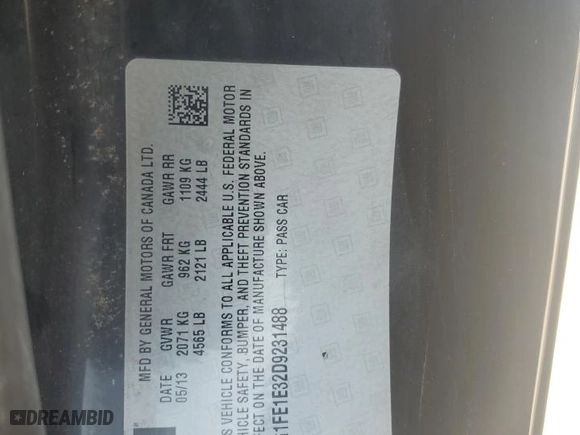 MFD BY GENERAL MOTORS OF CANADA LTD.
DATE GVWR GAWR FRT GAWR RR
05/13 2071 KG 962 KG 1109 KG
4565 LB 2121 LB 2444 LB
VEHICLE CONFORMS TO ALL APPLICABLE U.S. FEDERAL MOTOR
SAFETY, BUMPER, AND THEFT PREVENTION STANDARDS IN
ON THE DATE OF MANUFACTURE SHOWN ABOVE.
1FE1E32D9231488 TYPE: PASS CAR
DREAMBID